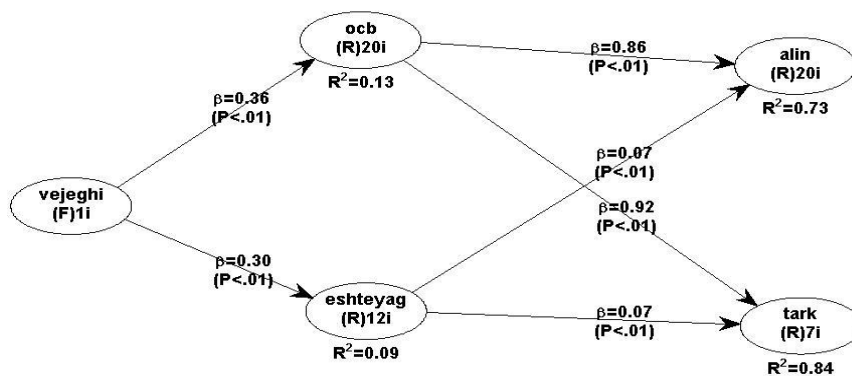 ocb
(R)20i
R²=0.13
β=0.86
(P<.01)
alin
(R)20i
R²=0.73
β=0.36
(P<.01)
β=0.07
(P<.01)
vejeghi
(F)1i
β=0.92
(P<.01)
β=0.30
(P<.01)
eshteyag
(R)12i
R²=0.09
β=0.07
(P<.01)
tark
(R)7i
R²=0.84